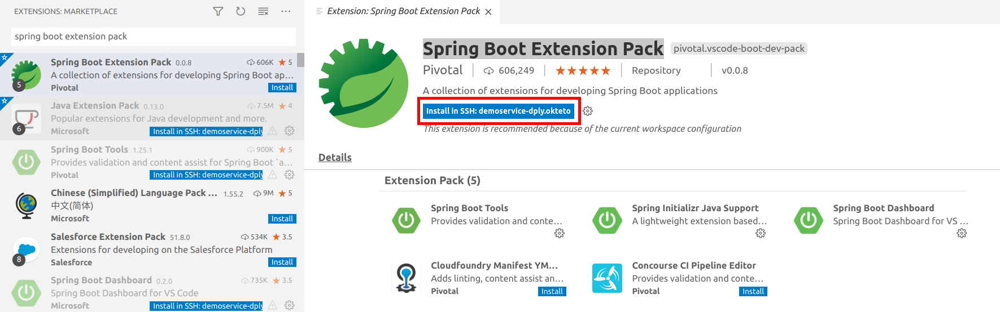 EXTENSIONS: MARKETPLACE
spring boot extension pack
Spring Boot Extension Pack 0.0.8 606K 5
A collection of extensions for developing Spring Boot ap...
5
Pivotal Install
Java Extension Pack 0.13.0 7.5M 4
Popular extensions for Java development and more.
6
Microsoft Install in SSH: demoservice-dply
Spring Boot Tools 1.25.1 900K 5
Provides validation and content assist for Spring Boot `a...
Pivotal Install in SSH: demoservice-dply
Chinese (Simplified) Language Pack ... 1.55.2 9M 5
中文(简体)
Microsoft Install
Salesforce Extension Pack 51.8.0 534K 3.5
Extensions for developing on the Salesforce Platform
8
Salesforce Install
Spring Boot Dashboard 0.2.0 735K 3.5
Spring Boot Dashboard for VS Code
Microsoft Install in SSH: demoservice-dply
Extension: Spring Boot Extension Pack
Spring Boot Extension Pack pivotal.vscode-boot-dev-pack
Pivotal 606,249 Repository v0.0.8
A collection of extensions for developing Spring Boot applications
Install in SSH: demoservice-dply.okteto
This extension is recommended because of the current workspace configuration
Details
Extension Pack (5)
Spring Boot Tools
Provides validation and conte...
Spring Initializr Java Support
A lightweight extension based...
Spring Boot Dashboard
Spring Boot Dashboard for VS ...
Cloudfoundry Manifest YM...
Adds linting, content assist an...
Pivotal Install
Concourse CI Pipeline Editor
Provides validation and conte...
Pivotal Install